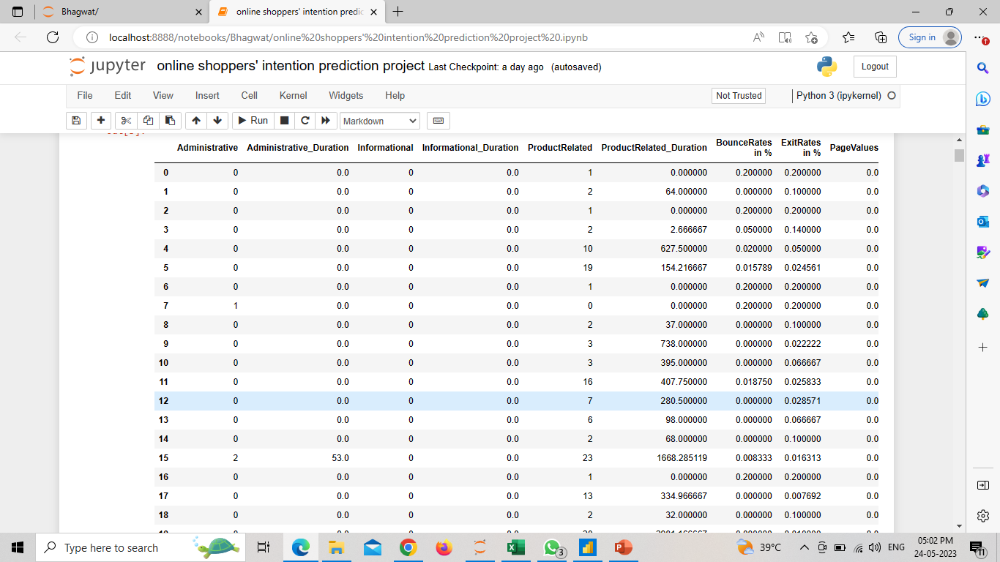 Bhagwat/
online shoppers' intention predic
localhost:8888/notebooks/Bhagwat/online%20shoppers'%20intention%20prediction%20project%20.ipynb
Sign in
jupyter online shoppers' intention prediction project Last Checkpoint: a day ago (autosaved)
Logout
File Edit View Insert Cell Kernel Widgets Help
Not Trusted
Python 3 (ipykernel)
Run
Markdown
Administrative Administrative_Duration Informational Informational_Duration ProductRelated ProductRelated_Duration BounceRates in % ExitRates in % PageValues
0 0 0.0 0 0.0 1 0.000000 0.200000 0.200000 0.0
1 0 0.0 0 0.0 2 64.000000 0.000000 0.100000 0.0
2 0 0.0 0 0.0 1 0.000000 0.200000 0.200000 0.0
3 0 0.0 0 0.0 2 2.666667 0.050000 0.140000 0.0
4 0 0.0 0 0.0 10 627.500000 0.020000 0.050000 0.0
5 0 0.0 0 0.0 19 154.216667 0.015789 0.024561 0.0
6 0 0.0 0 0.0 1 0.000000 0.200000 0.200000 0.0
7 1 0.0 0 0.0 0 0.000000 0.200000 0.200000 0.0
8 0 0.0 0 0.0 2 37.000000 0.000000 0.100000 0.0
9 0 0.0 0 0.0 3 738.000000 0.000000 0.022222 0.0
10 0 0.0 0 0.0 3 395.000000 0.000000 0.066667 0.0
11 0 0.0 0 0.0 16 407.750000 0.018750 0.025833 0.0
12 0 0.0 0 0.0 7 280.500000 0.000000 0.028571 0.0
13 0 0.0 0 0.0 6 98.000000 0.000000 0.066667 0.0
14 0 0.0 0 0.0 2 68.000000 0.000000 0.100000 0.0
15 2 53.0 0 0.0 23 1668.285119 0.008333 0.016313 0.0
16 0 0.0 0 0.0 1 0.000000 0.200000 0.200000 0.0
17 0 0.0 0 0.0 13 334.966667 0.000000 0.007692 0.0
18 0 0.0 0 0.0 2 32.000000 0.000000 0.100000 0.0
Type here to search
3
39°C
ENG
05:02 PM
24-05-2023
11